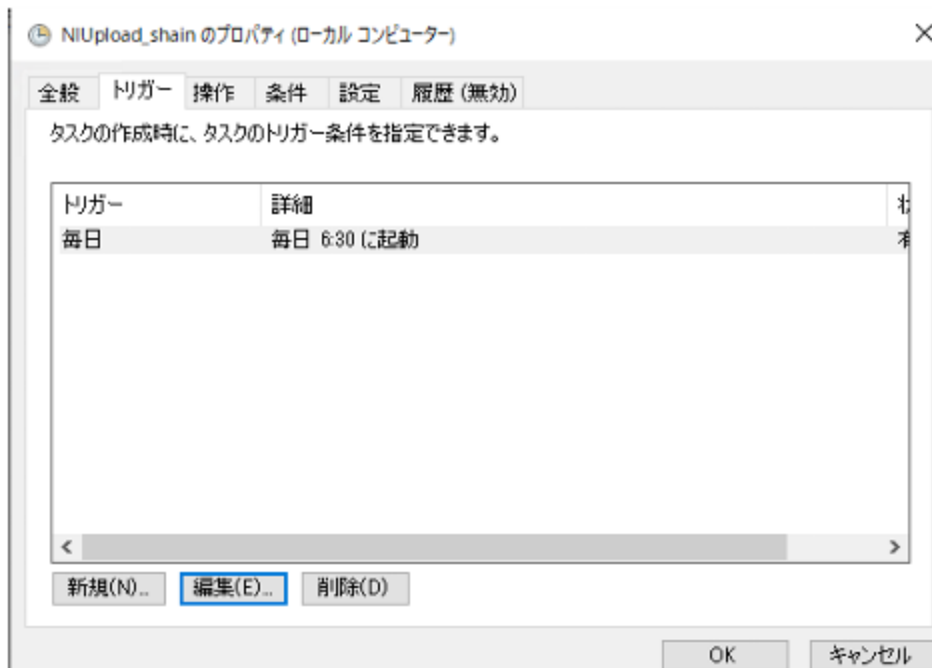 NIUpload_shain のプロパティ (ローカル コンピューター)
全般 トリガー 操作 条件 設定 履歴 (無効)
タスクの作成時に、タスクのトリガー条件を指定できます。
トリガー 詳細
毎日 毎日 6:30 に起動
新規(N)... 編集(E)... 削除(D)
OK キャンセル